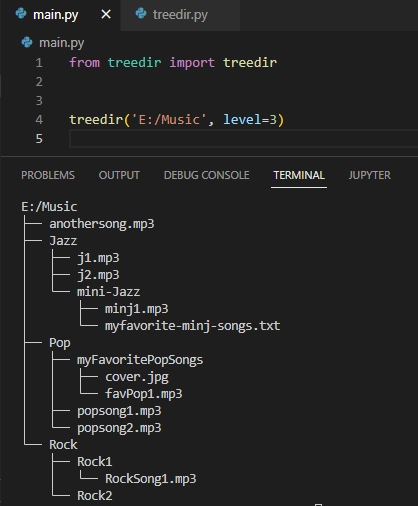 main.py × treedir.py
main.py
1 from treedir import treedir
2
3
4 treedir('E:/Music', level=3)
5
PROBLEMS OUTPUT DEBUG CONSOLE TERMINAL JUPYTER
E:/Music
├── anothersong.mp3
├── Jazz
│   ├── j1.mp3
│   ├── j2.mp3
│   └── mini-Jazz
│       ├── minj1.mp3
│       └── myfavorite-minj-songs.txt
├── Pop
│   ├── myFavoritePopSongs
│   │   ├── cover.jpg
│   │   └── favPop1.mp3
│   ├── popsong1.mp3
│   └── popsong2.mp3
└── Rock
    ├── Rock1
    │   └── RockSong1.mp3
    └── Rock2